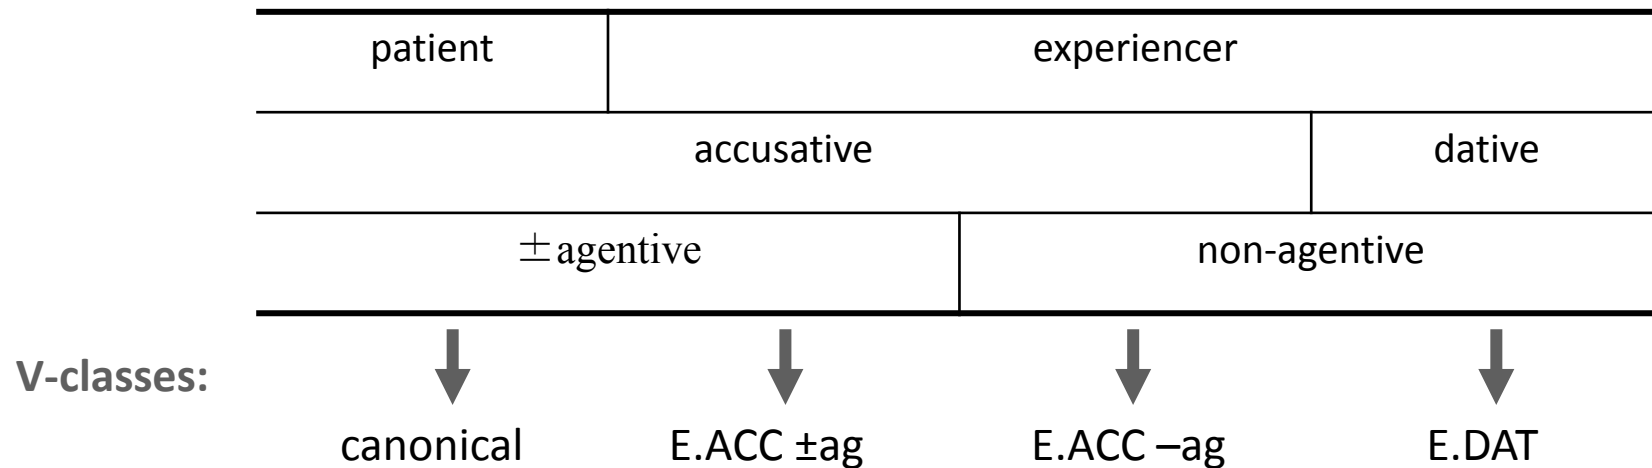 patient experiencer
accusative dative
±agentive non-agentive
V-classes:
canonical E.ACC ±ag E.ACC –ag E.DAT